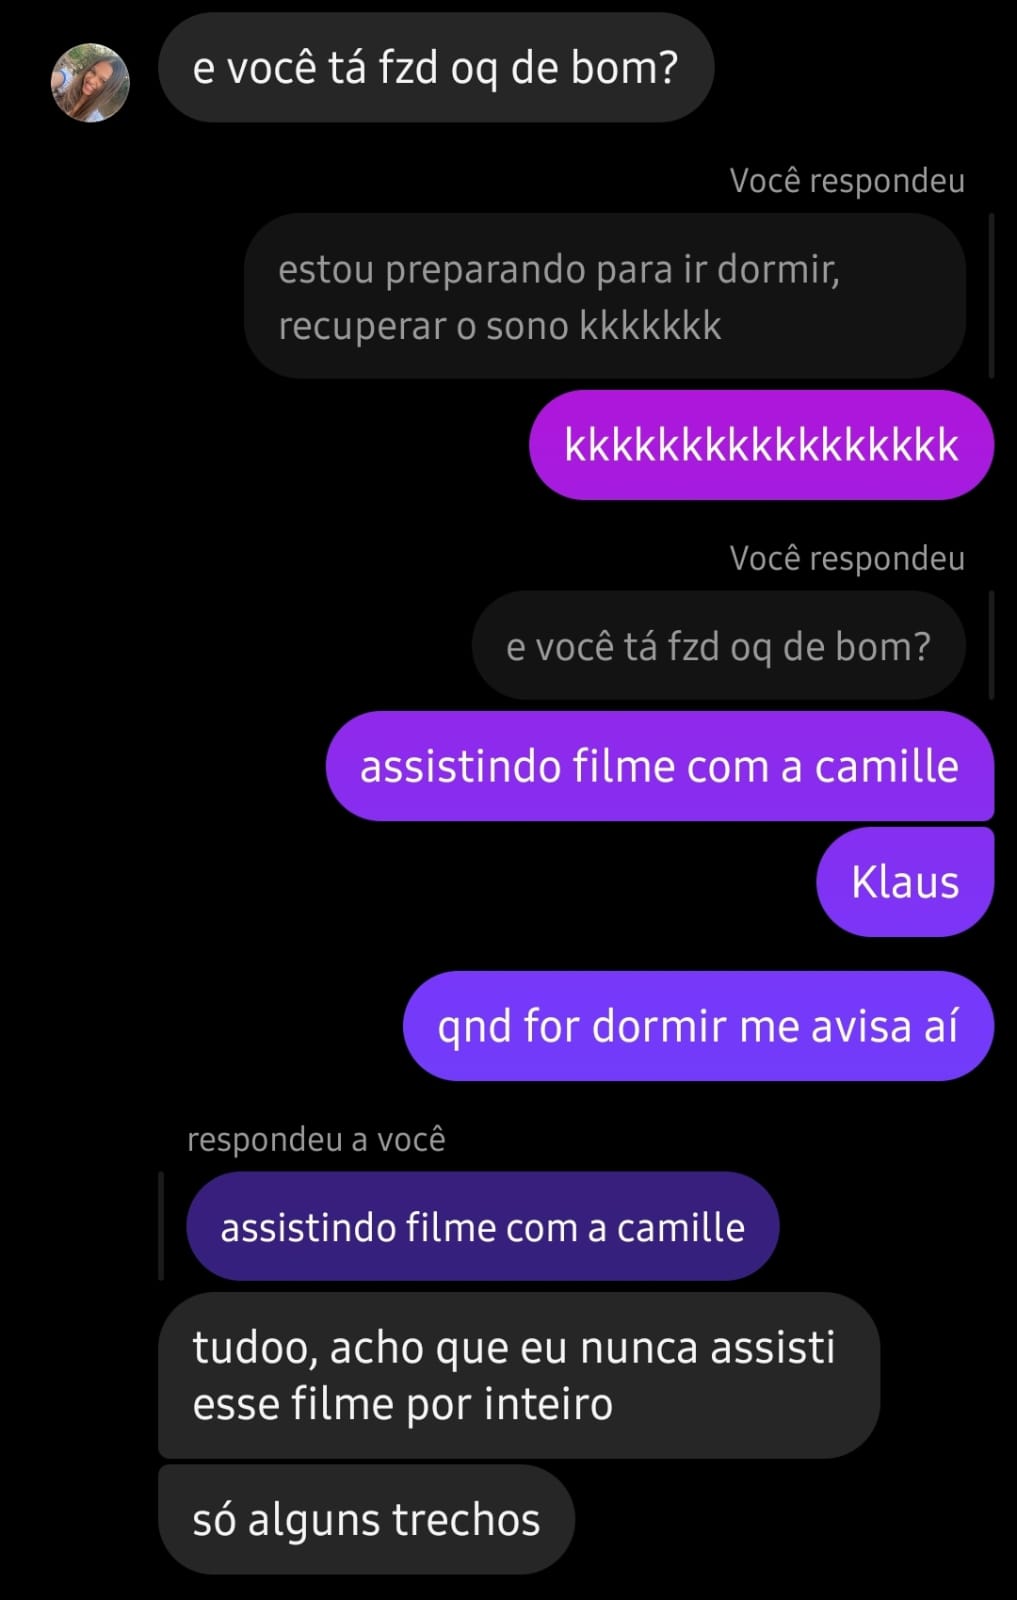 e você tá fzd oq de bom?
Você respondeu
estou preparando para ir dormir,
recuperar o sono kkkkkkk
kkkkkkkkkkkkkkkkk
Você respondeu
e você tá fzd oq de bom?
assistindo filme com a camille
Klaus
qnd for dormir me avisa aí
respondeu a você
assistindo filme com a camille
tudoo, acho que eu nunca assisti
esse filme por inteiro
só alguns trechos